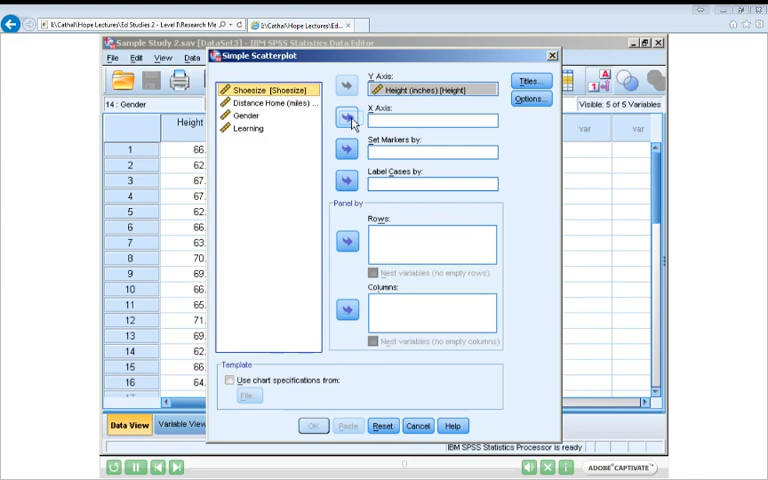 E:\Cathal\Hope Lectures\Ed Studies 2 - Level I\Research Me
E:\Cathal\Hope Lectures\Ed...
Sample Study 2.sav [DataSet3] - IBM SPSS Statistics Data Editor
File Edit View Data
Simple Scatterplot
14 : Gender
Visible: 5 of 5 Variables
Height
var
var
1 66.
2 62.
3 67.
4 67.
5 62.
6 66.
7 63.
8 70.
9 69.
10 66.
11 65.
12 71.
13 69.
14 62.
15 66.
16 64.
Shoesize [Shoesize]
Distance Home (miles) ...
Gender
Learning
Y Axis:
Height (inches) [Height]
X Axis:
Set Markers by:
Label Cases by:
Panel by
Rows:
Nest variables (no empty rows)
Columns:
Nest variables (no empty columns)
Titles...
Options...
Template
Use chart specifications from:
File...
OK Paste Reset Cancel Help
Data View Variable View
IBM SPSS Statistics Processor is ready
ADOBE® CAPTIVATE™